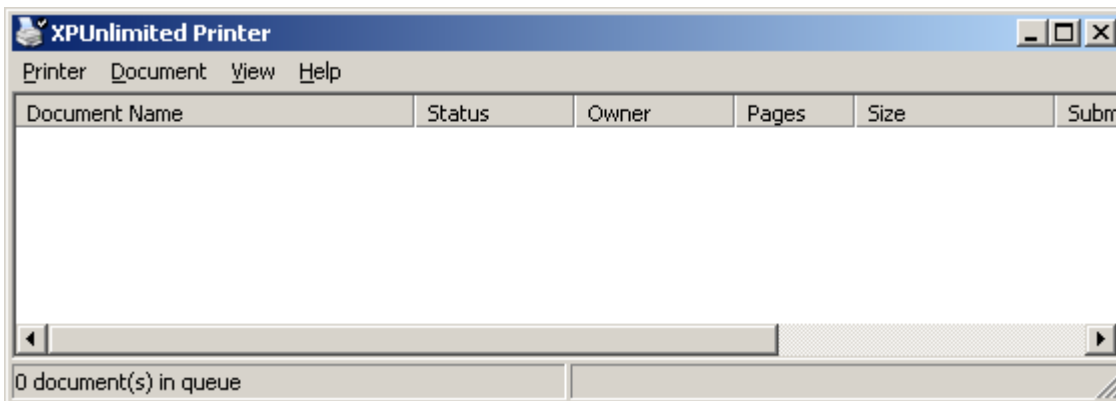 XPUnlimited Printer
Printer Document View Help
Document Name Status Owner Pages Size
0 document(s) in queue